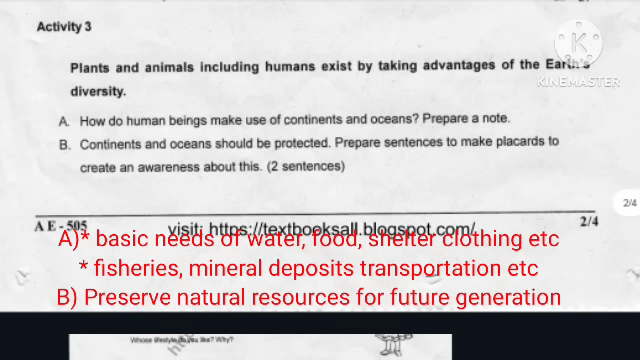 Activity 3
KINEMASTER
Plants and animals including humans exist by taking advantages of the Earth's
diversity.
A. How do human beings make use of continents and oceans? Prepare a note.
B. Continents and oceans should be protected. Prepare sentences to make placards to
create an awareness about this. (2 sentences)
2/4
A E - 505
visit: https://textbooksall.blogspot.com/
2/4
A)* basic needs of water, food, shelter clothing etc
* fisheries, mineral deposits transportation etc
B) Preserve natural resources for future generation
Whose lifestyle do you like? Why?